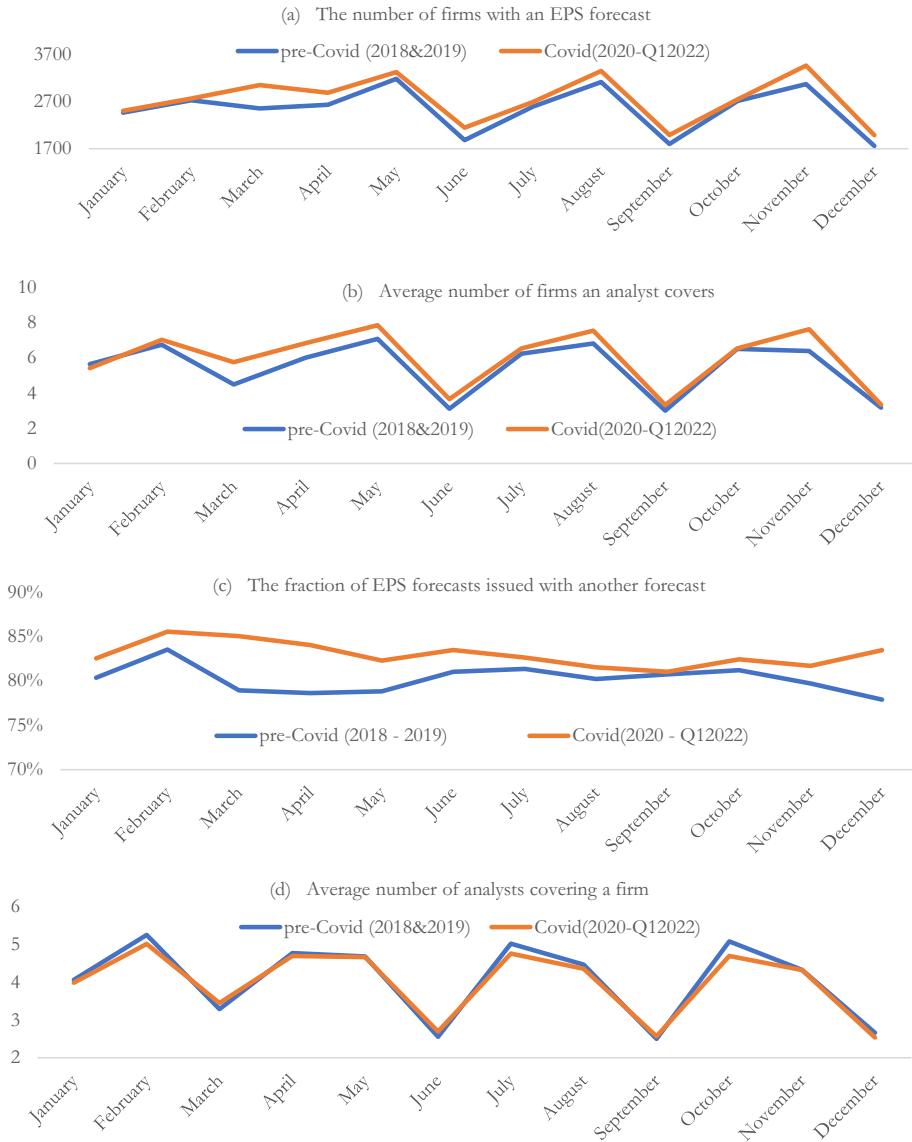 (a) The number of firms with an EPS forecast
pre-Covid (2018&2019) Covid(2020-Q12022)
3700
2700
1700
January February March April May June July August September October November December
(b) Average number of firms an analyst covers
10
8
6
4
2
0
pre-Covid (2018&2019) Covid(2020-Q12022)
January February March April May June July August September October November December
(c) The fraction of EPS forecasts issued with another forecast
90%
85%
80%
75%
70%
pre-Covid (2018 - 2019) Covid(2020 - Q12022)
January February March April May June July August September October November December
(d) Average number of analysts covering a firm
pre-Covid (2018&2019) Covid(2020-Q12022)
6
5
4
3
2
January February March April May June July August September October November December